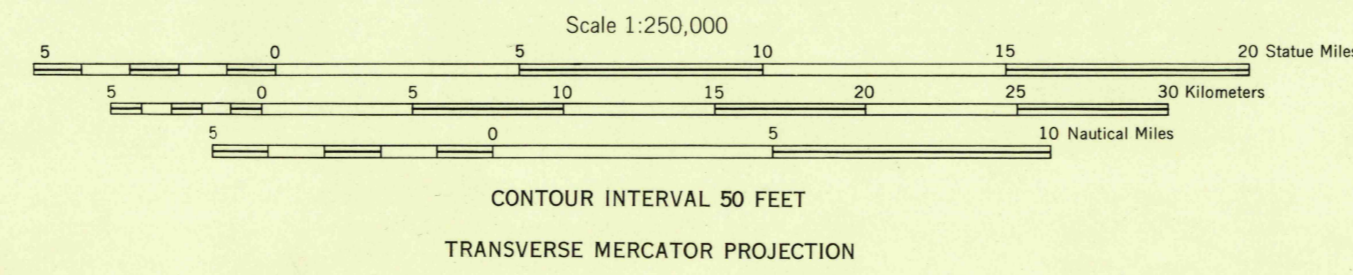 Scale 1:250,000
5 0 5 10 15 20 Statue Miles
5 0 5 10 15 20 25 30 Kilometers
5 0 5 10 Nautical Miles
CONTOUR INTERVAL 50 FEET
TRANSVERSE MERCATOR PROJECTION